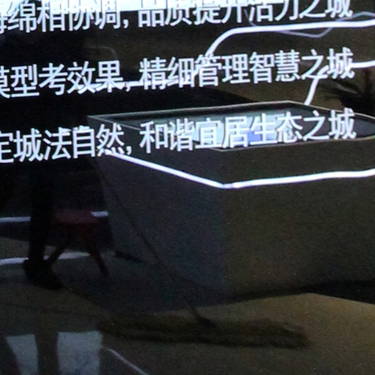 海绵相协调, 品质提升活力之城
模型考效果, 精细管理智慧之城
定城法自然, 和谐宜居生态之城